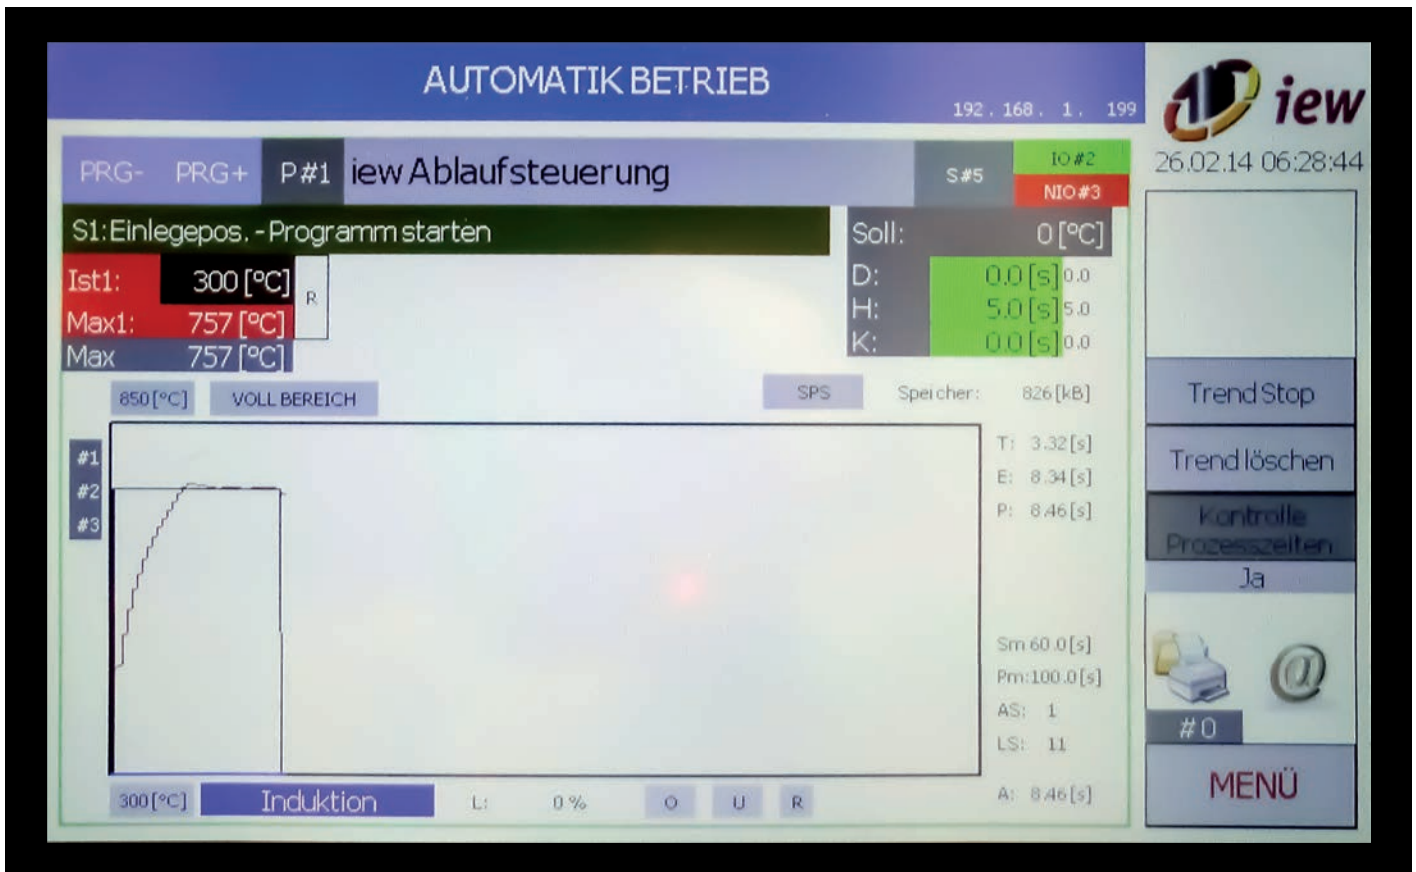 AUTOMATIK BETRIEB
192.168. 1. 199
iew
26.02.14 06:28:44
PRG- PRG+ P#1 iew Ablaufsteuerung S#5 IO#2
NIO#3
S1:Einlegepos. - Programm starten
Soll: 0[°C]
Ist1: 300[°C]
R
Max1: 757[°C]
Max 757[°C]
D: 0.0[s] 0.0
H: 5.0[s] 5.0
K: 0.0[s] 0.0
850[°C] VOLL BEREICH SPS Speicher: 826[kB]
#1
#2
#3
T: 3.32[s]
E: 8.34[s]
P: 8.46[s]
Sm 60.0[s]
Pm:100.0[s]
AS: 1
LS: 11
A: 8.46[s]
300[°C] Induktion L: 0% O U R
Trend Stop
Trend löschen
Kontrolle
Prozesszeiten
Ja
@
#0
MENÜ